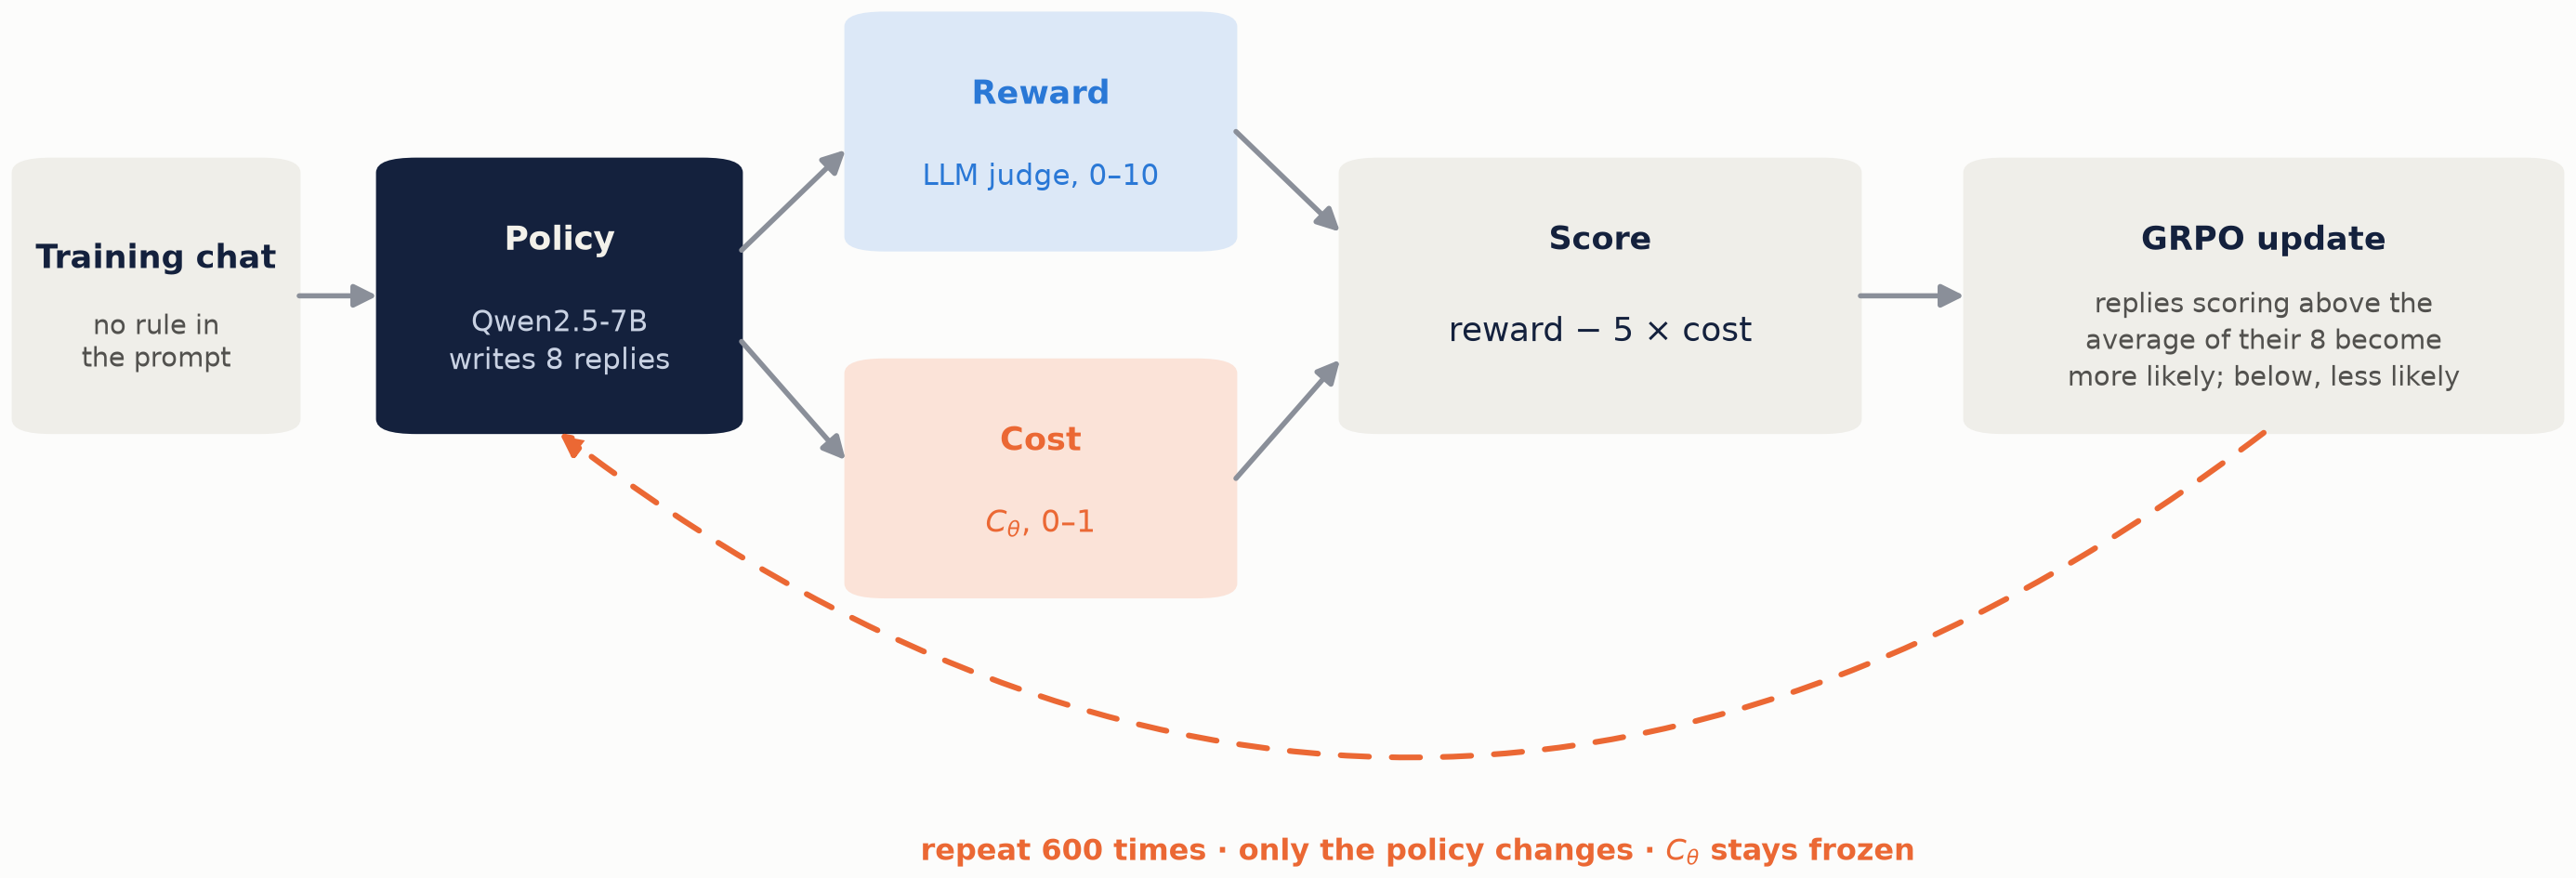 Training chat
no rule in
the prompt
Policy
Qwen2.5-7B
writes 8 replies
Reward
LLM judge, 0–10
Cost
C_θ, 0–1
Score
reward − 5 × cost
GRPO update
replies scoring above the
average of their 8 become
more likely; below, less likely
repeat 600 times · only the policy changes · C_θ stays frozen